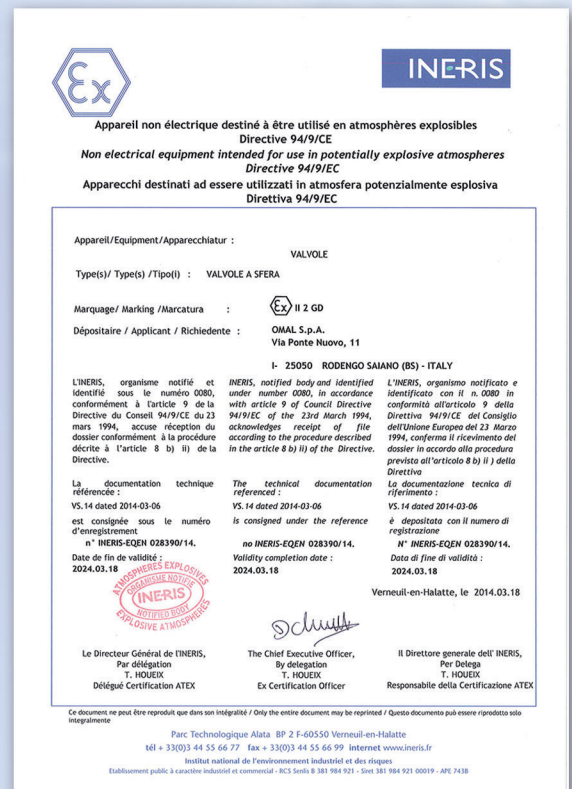 Ex
INERIS
Appareil non électrique destiné à être utilisé en atmosphères explosibles
Directive 94/9/CE
Non electrical equipment intended for use in potentially explosive atmospheres
Directive 94/9/EC
Apparecchi destinati ad essere utilizzati in atmosfera potenzialmente esplosiva
Direttiva 94/9/EC
Appareil/Equipment/Apparecchiatur :
VALVOLE
Type(s)/ Type(s) /Tipo(i) : VALVOLE A SFERA
Marquage/ Marking /Marcatura : Ex II 2 GD
Dépositaire / Applicant / Richiedente : OMAL S.p.A.
Via Ponte Nuovo, 11
I- 25050 RODENGO SAIANO (BS) - ITALY
L'INERIS, organisme notifié et
identifié sous le numéro 0080,
conformément à l'article 9 de la
Directive du Conseil 94/9/CE du 23
mars 1994, accuse réception du
dossier conformément à la procédure
décrite à l'article 8 b) ii) de la
Directive.
La documentation technique
référencée :
VS.14 dated 2014-03-06
est consignée sous le numéro
d'enregistrement
n° INERIS-EQEN 028390/14.
Date de fin de validité :
2024.03.18
INERIS, notified body and identified
under number 0080, in accordance
with article 9 of Council Directive
94/9/EC of the 23rd March 1994,
acknowledges receipt of file
according to the procedure described
in the article 8 b) ii) of the Directive.
The technical documentation
referenced :
VS.14 dated 2014-03-06
is consigned under the reference
no INERIS-EQEN 028390/14.
Validity completion date :
2024.03.18
L'INERIS, organismo notificato e
identificato con il n. 0080 in
conformità all'articolo 9 della
Direttiva 94/9/CE del Consiglio
dell'Unione Europea del 23 Marzo
1994, conferma il ricevimento del
dossier in accordo alla procedura
prevista all'articolo 8 b) ii ) della
Direttiva
La documentazione tecnica di
riferimento :
VS.14 dated 2014-03-06
è depositata con il numero di
registrazione
N° INERIS-EQEN 028390/14.
Data di fine di validità :
2024.03.18
ATMOSPHERES EXPLOSIVES
ORGANISME NOTIFIÉ
INERIS
NOTIFIED BODY
EXPLOSIVE ATMOSPHERES
Verneuil-en-Halatte, le 2014.03.18
Le Directeur Général de l'INERIS,
Par délégation
T. HOUEIX
Délégué Certification ATEX
The Chief Executive Officer,
By delegation
T. HOUEIX
Ex Certification Officer
Il Direttore generale dell' INERIS,
Per Delega
T. HOUEIX
Responsabile della Certificazione ATEX
Ce document ne peut être reproduit que dans son intégralité / Only the entire document may be reprinted / Questo documento può essere riprodotto solo
integralmente
Parc Technologique Alata BP 2 F-60550 Verneuil-en-Halatte
tél + 33(0)3 44 55 66 77 fax + 33(0)3 44 55 66 99 internet www.ineris.fr
Institut national de l'environnement industriel et des risques
Etablissement public à caractère industriel et commercial - RCS Senlis B 381 984 921 - Siret 381 984 921 00019 - APE 743B